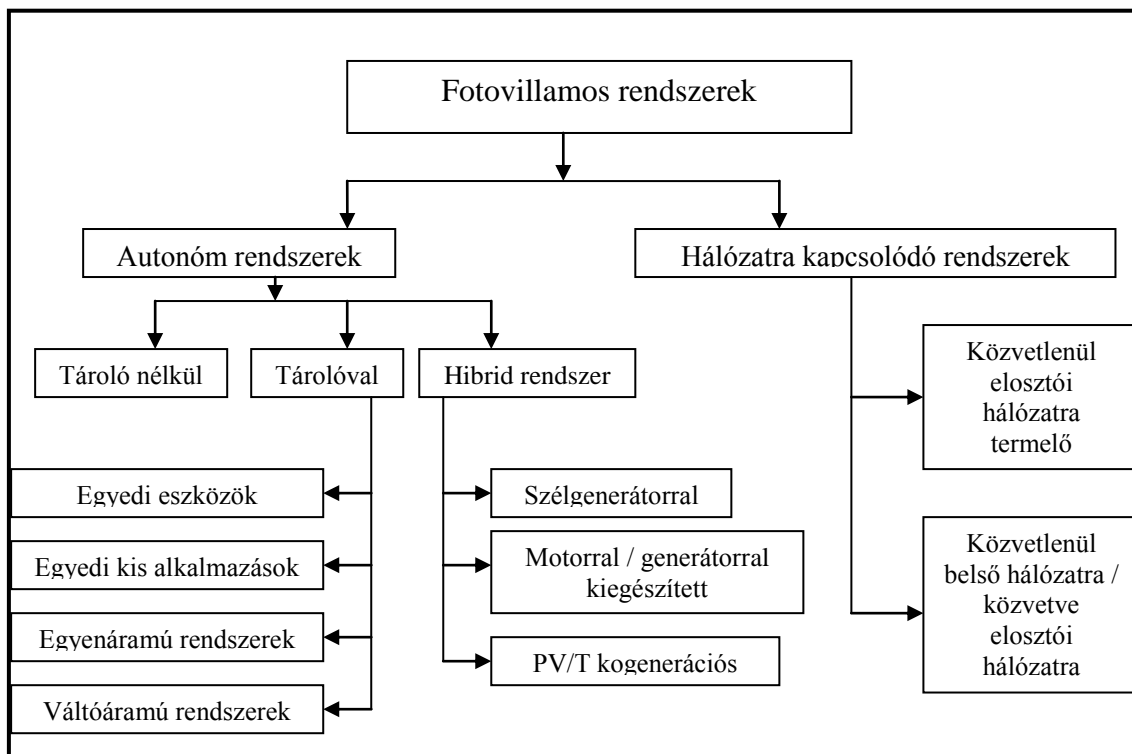 Fotovillamos rendszerek
Autonóm rendszerek
Hálózatra kapcsolódó rendszerek
Tároló nélkül
Tárolóval
Hibrid rendszer
Közvetlenül
elosztói
hálózatra
termelő
Egyedi eszközök
Egyedi kis alkalmazások
Egyenáramú rendszerek
Váltóáramú rendszerek
Szélgenerátorral
Motorral / generátorral
kiegészített
PV/T kogenerációs
Közvetlenül
belső hálózatra /
közvetve
elosztói
hálózatra